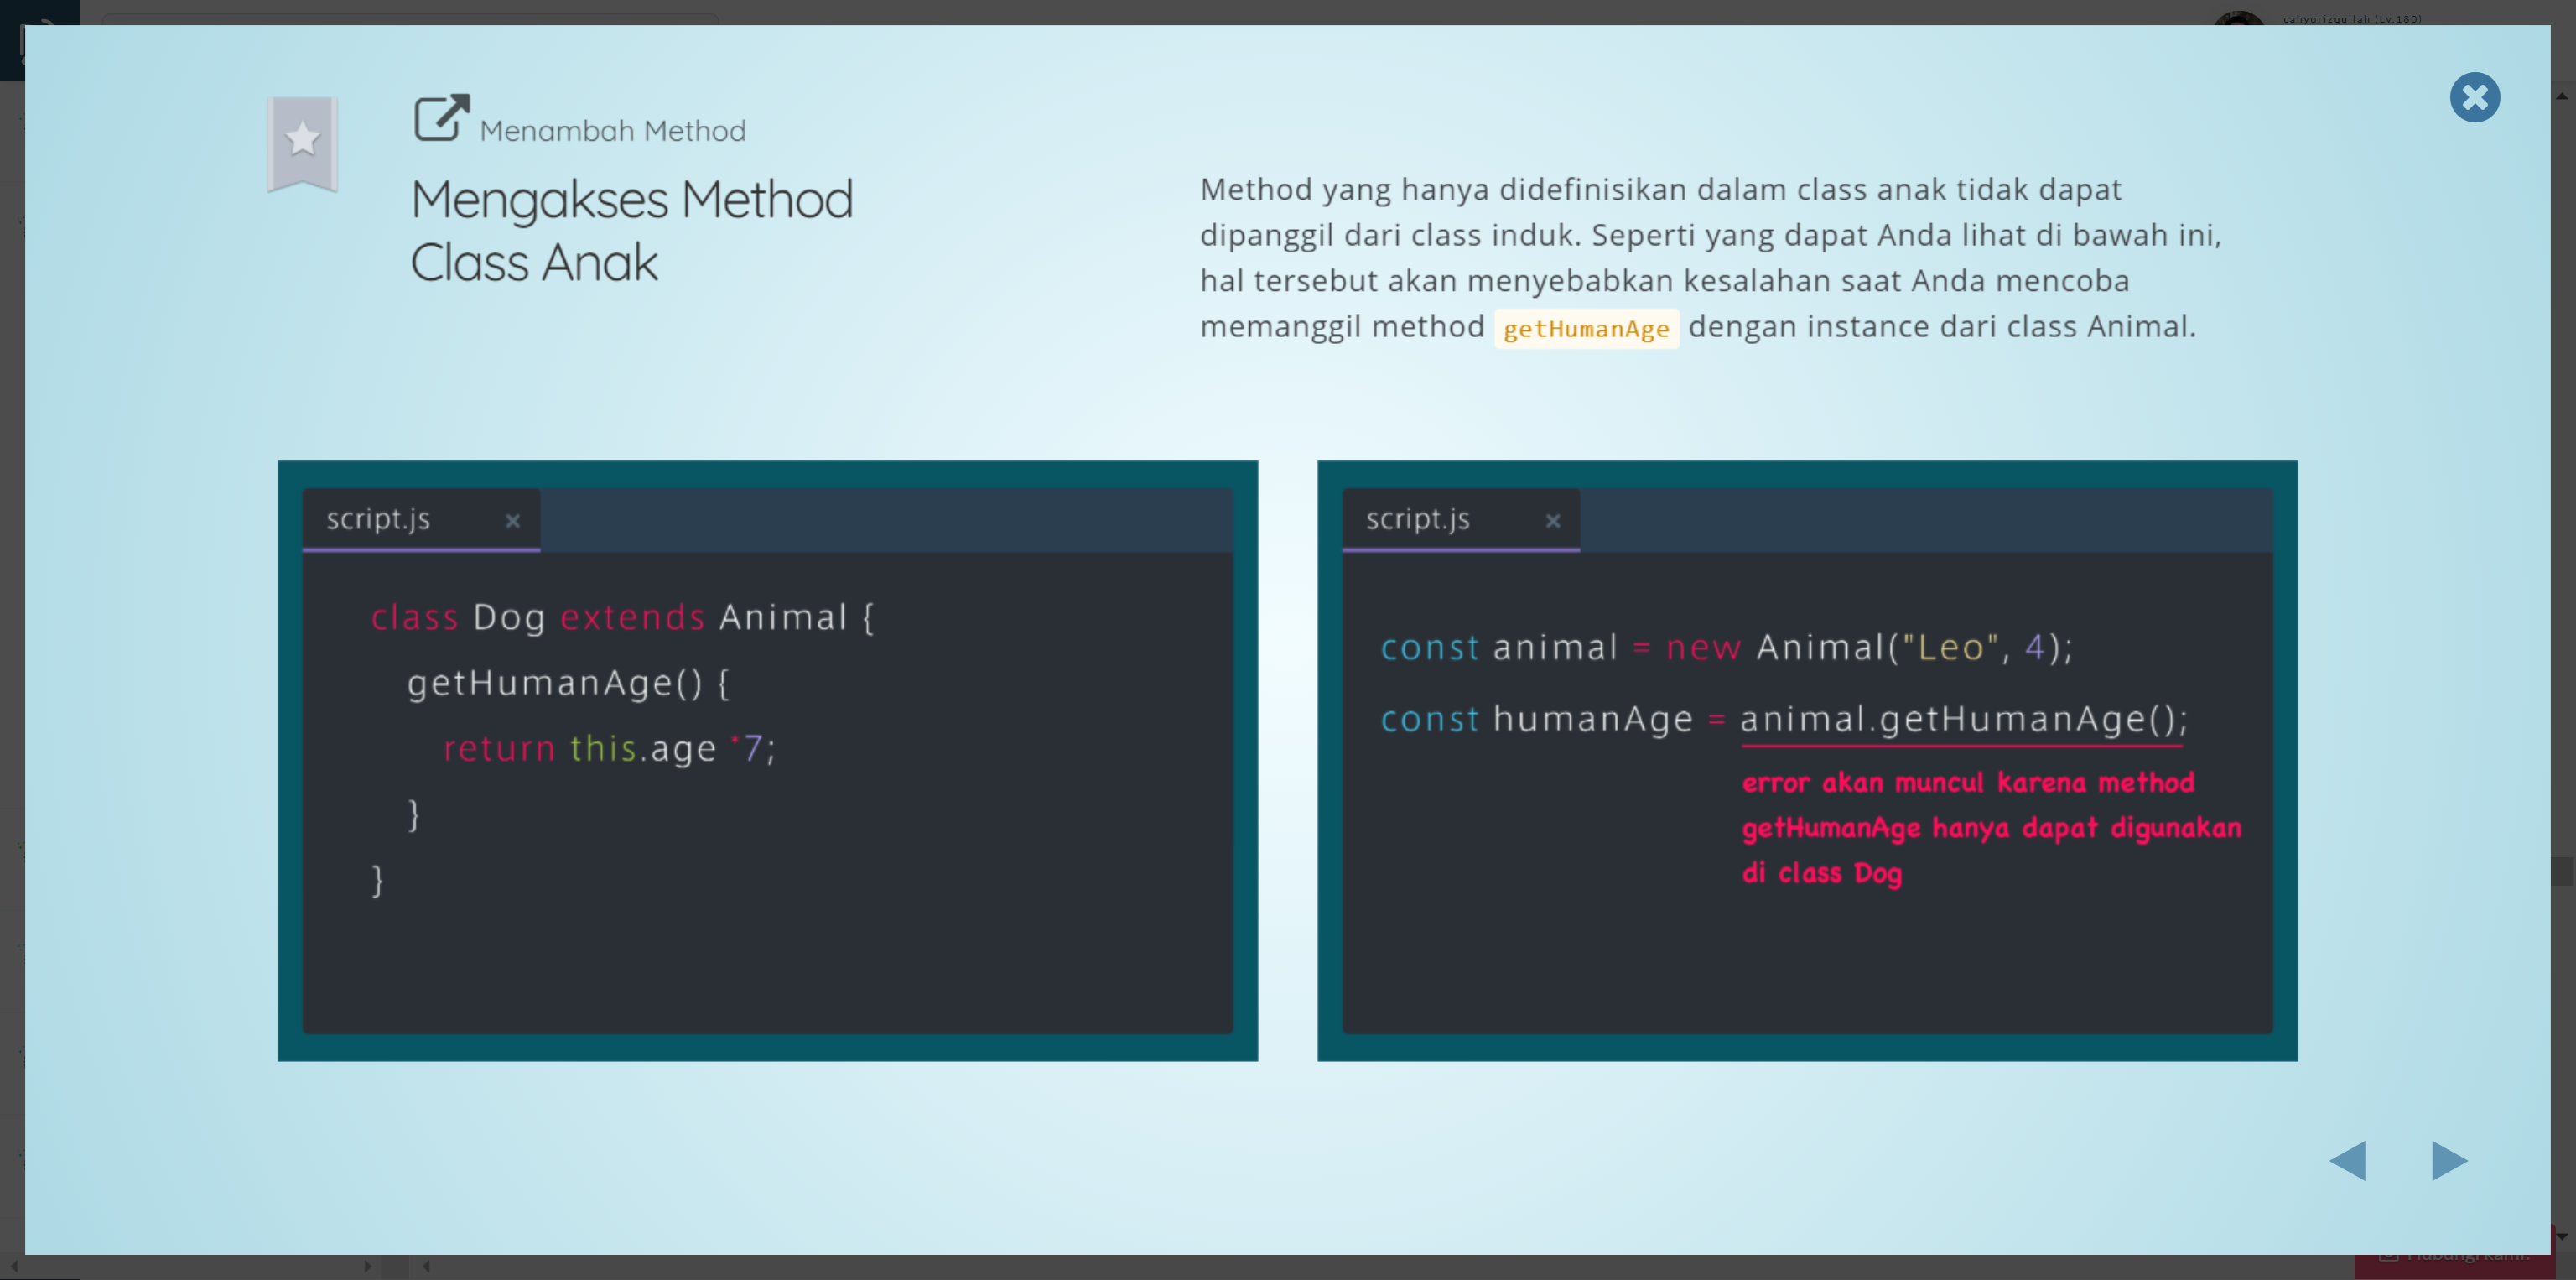 cahyorizqullah (Lv.180)
Menambah Method
Mengakses Method
Class Anak
Method yang hanya didefinisikan dalam class anak tidak dapat
dipanggil dari class induk. Seperti yang dapat Anda lihat di bawah ini,
hal tersebut akan menyebabkan kesalahan saat Anda mencoba
memanggil method getHumanAge dengan instance dari class Animal.
script.js
class Dog extends Animal {
getHumanAge() {
return this.age *7;
}
}
script.js
const animal = new Animal("Leo", 4);
const humanAge = animal.getHumanAge();
error akan muncul karena method
getHumanAge hanya dapat digunakan
di class Dog